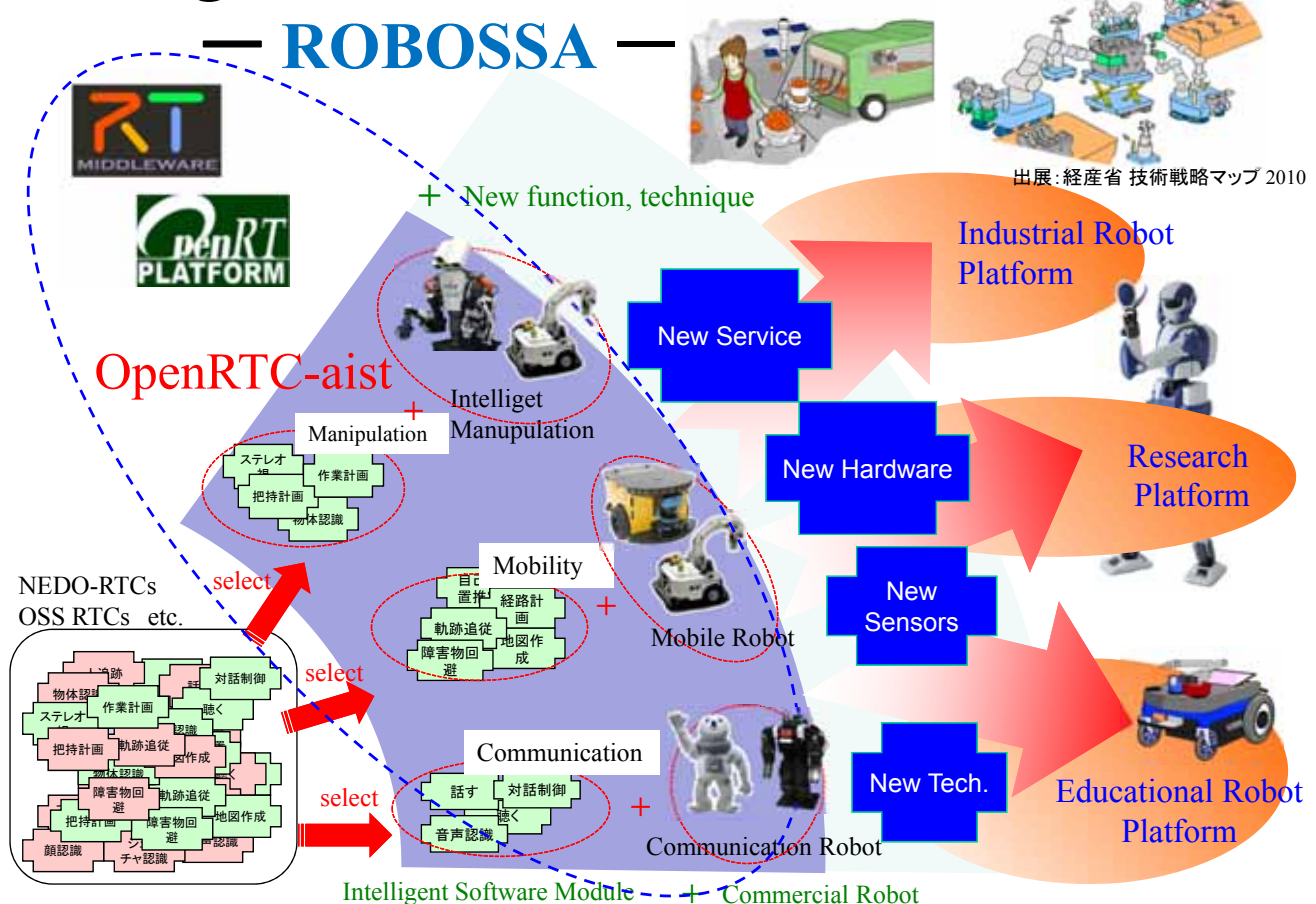 ROBOSSA
RT
MIDDLEWARE
OpenRT
PLATFORM
出展：経産省 技術戦略マップ 2010
+ New function, technique
Industrial Robot
Platform
New Service
OpenRTC-aist
+
Intelliget
Manupulation
Manipulation
ステレオ
作業計画
把持計画
物体認識
New Hardware
Research
Platform
select
NEDO-RTCs
OSS RTCs etc.
Mobility
+
経路計
画
軌跡追従
地図作
成
障害物回
避
Mobile Robot
New
Sensors
select
対話制御
作業計画
ステレオ
把持計画
軌跡追従
物体認識
障害物回
避
軌跡追従
把持計画
障害物回
避
地図作成
顔認識
select
Communication
話す
対話制御
聴く
音声認識
+
Communication Robot
New Tech.
Educational Robot
Platform
Intelligent Software Module + Commercial Robot